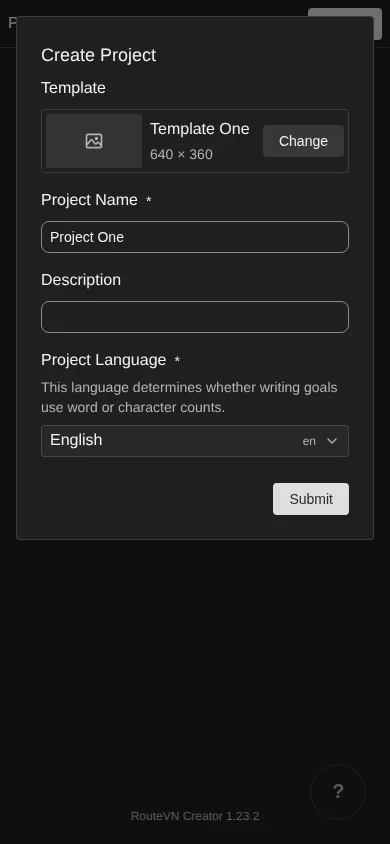 P
Create Project
Template
Template One
640 × 360
Change
Project Name *
Project One
Description
Project Language *
This language determines whether writing goals
use word or character counts.
English
en
Submit
?
RouteVN Creator 1.23.2